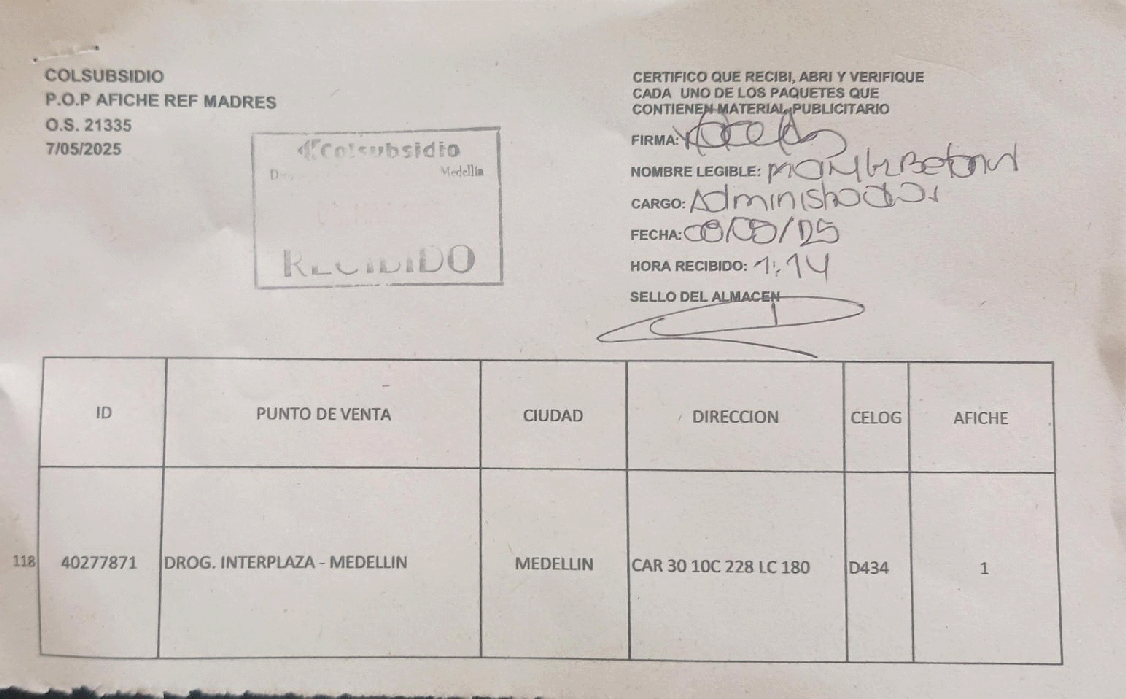 COLSUBSIDIO
P.O.P AFICHE REF MADRES
O.S. 21335
7/05/2025
Colsubsidio
Medellin
RECIBIDO
CERTIFICO QUE RECIBI, ABRI Y VERIFIQUE
CADA UNO DE LOS PAQUETES QUE
CONTIENEN MATERIAL PUBLICITARIO
FIRMA:
NOMBRE LEGIBLE:
CARGO: Administrador
FECHA: 08/05/25
HORA RECIBIDO: 1:14
SELLO DEL ALMACEN
ID PUNTO DE VENTA CIUDAD DIRECCION CELOG AFICHE
118 40277871 DROG. INTERPLAZA - MEDELLIN MEDELLIN CAR 30 10C 228 LC 180 D434 1